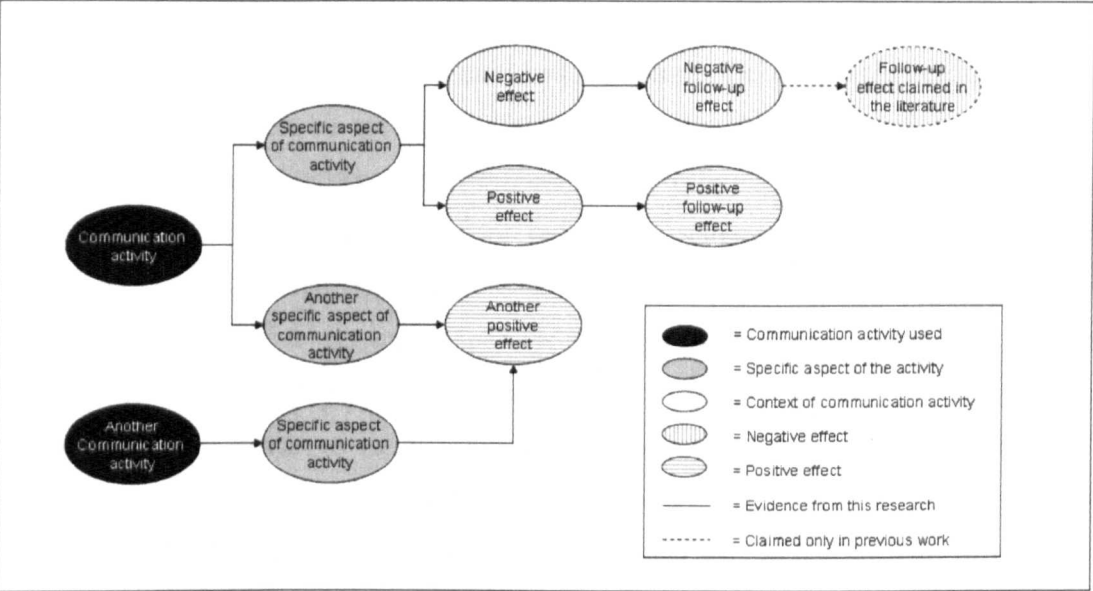 Negative
effect
Negative
follow-up
effect
Follow-up
effect claimed in
the literature
Specific aspect
of communication
activity
Positive
effect
Positive
follow-up
effect
Communication
activity
Another
specific aspect of
communication
activity
Another
positive
effect
Another
Communication
activity
Specific aspect
of communication
activity
= Communication activity used
= Specific aspect of the activity
= Context of communication activity
= Negative effect
= Positive effect
= Evidence from this research
= Claimed only in previous work